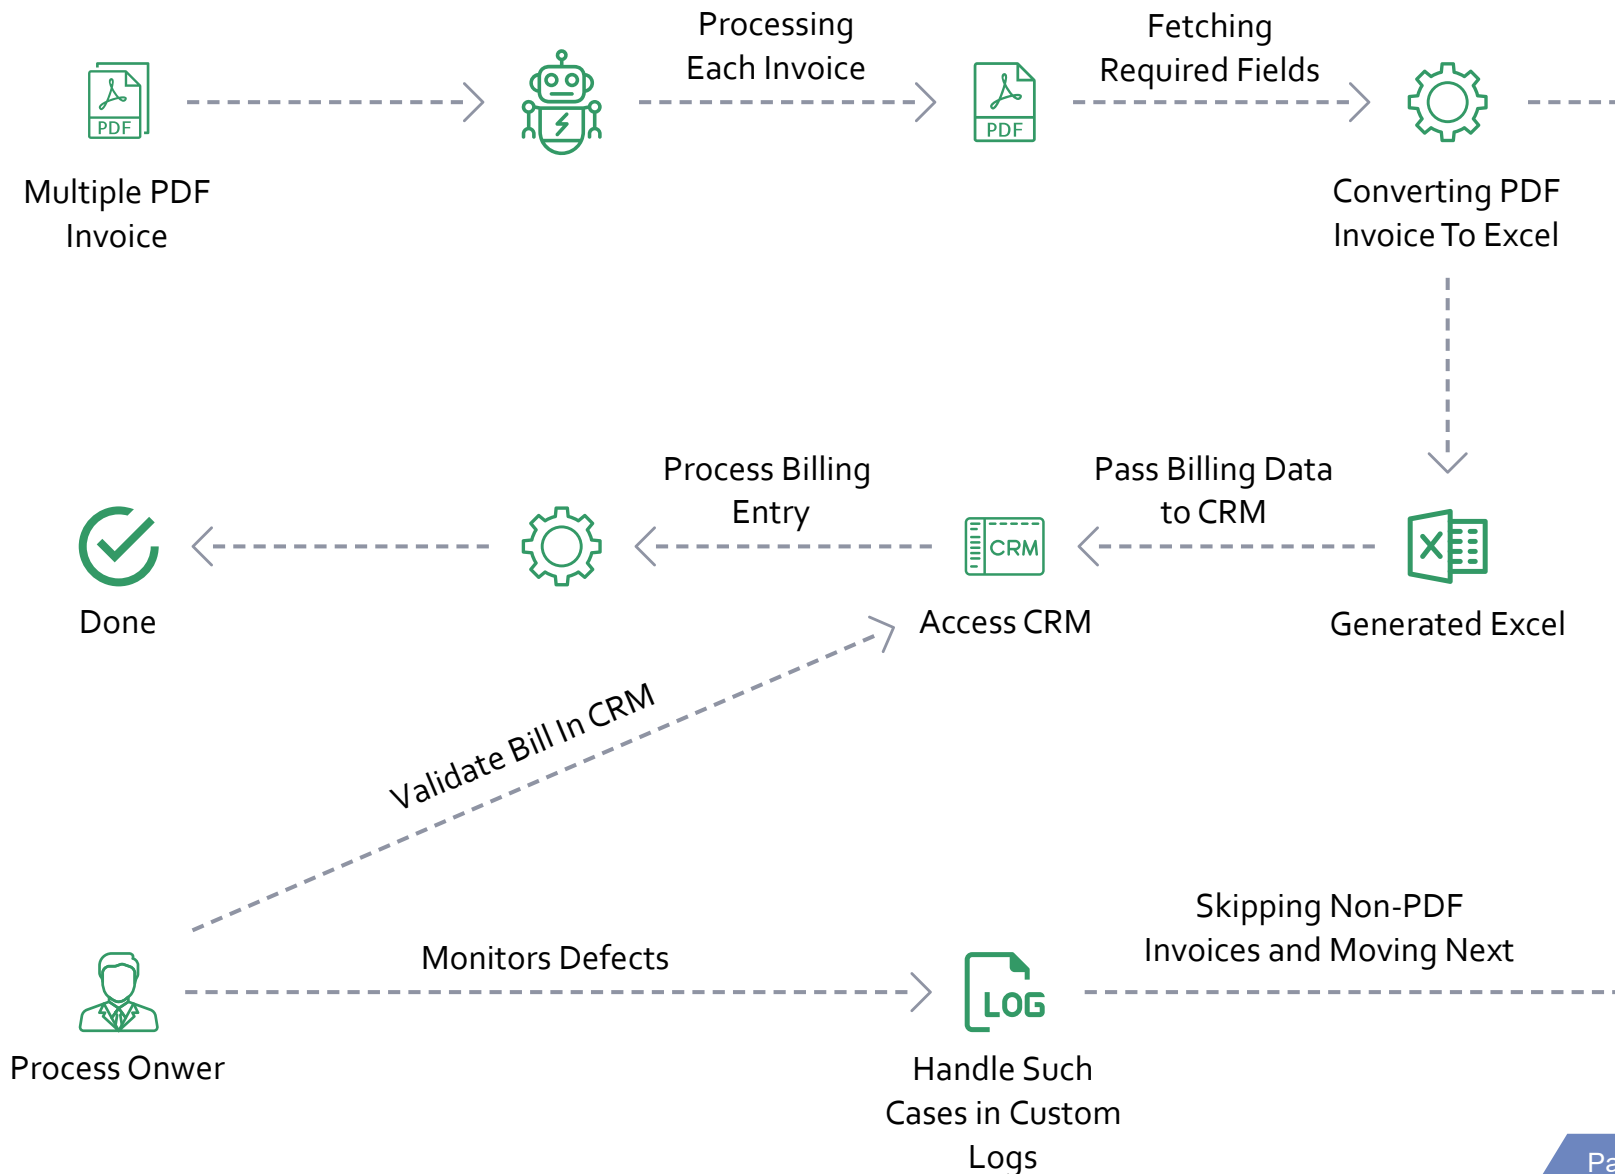 Processing
Each Invoice
Fetching
Required Fields
PDF
PDF
Multiple PDF
Invoice
Converting PDF
Invoice To Excel
Process Billing
Entry
Pass Billing Data
to CRM
CRM
X
Done
Access CRM
Generated Excel
Validate Bill In CRM
Skipping Non-PDF
Invoices and Moving Next
Monitors Defects
LOG
Process Onwer
Handle Such
Cases in Custom
Logs
Pa